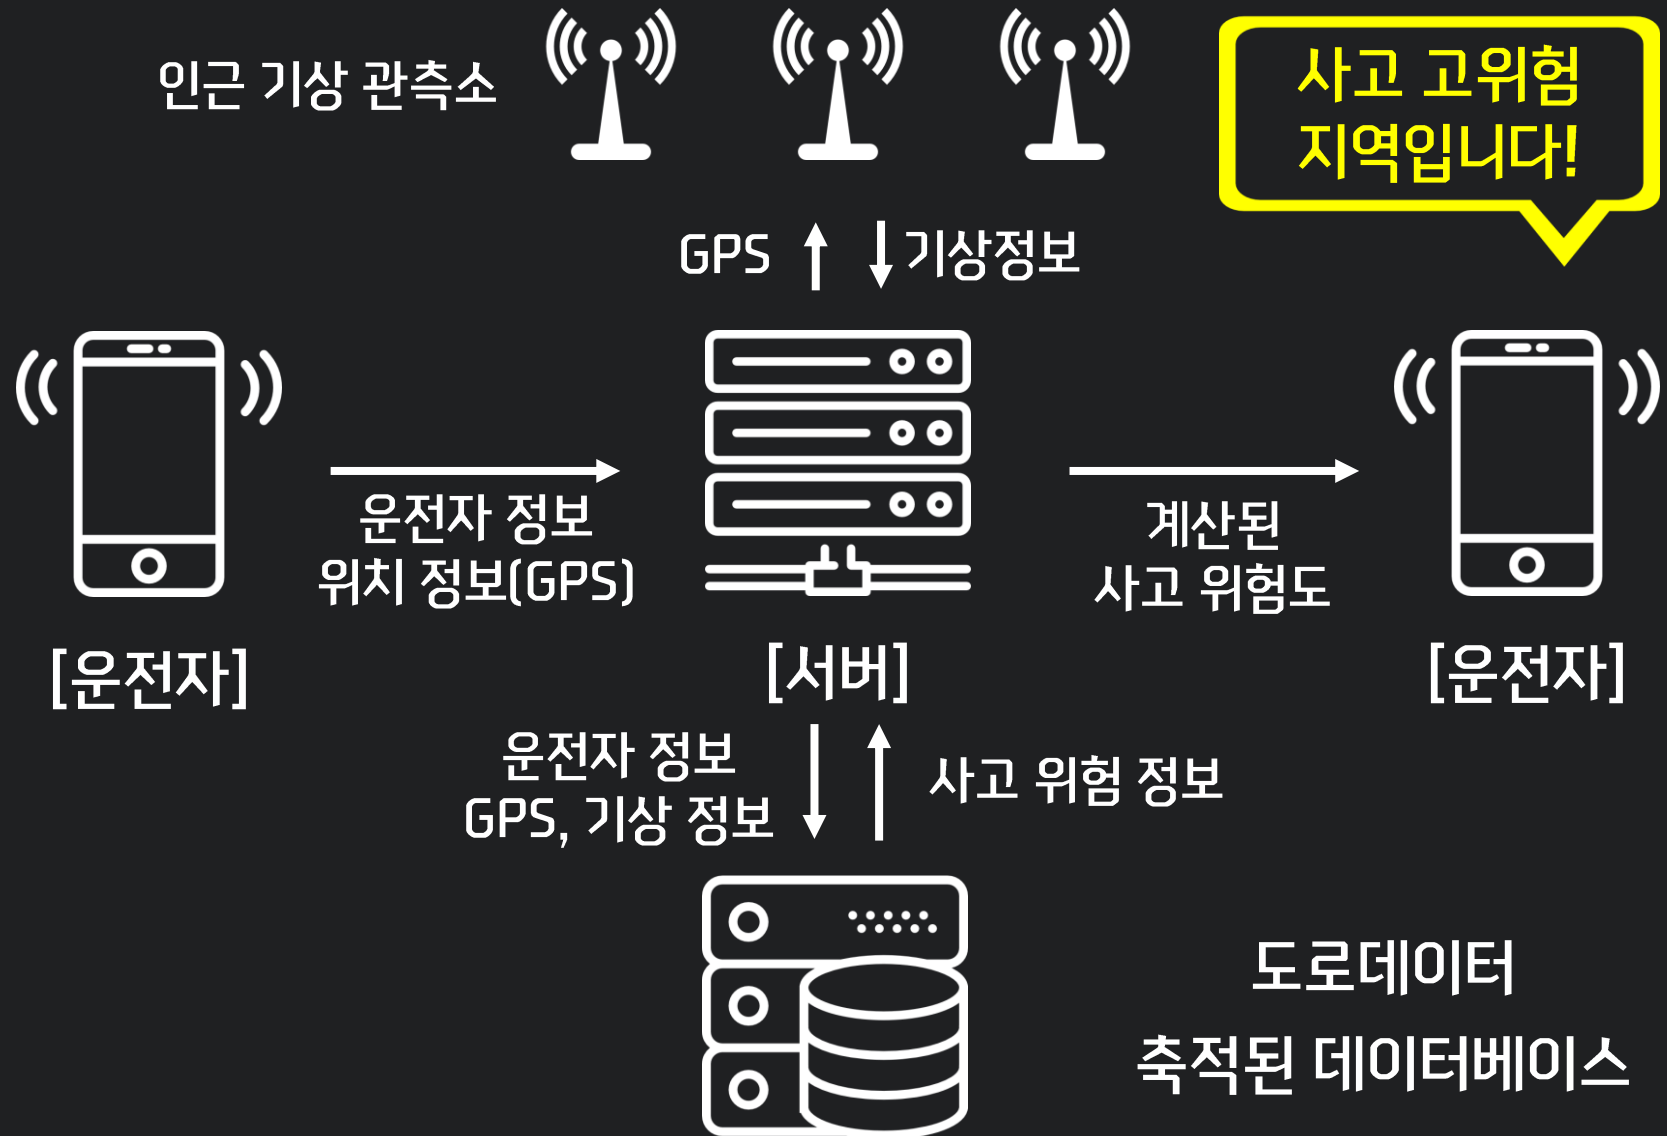 인근 기상 관측소
사고 고위험
지역입니다!
GPS
기상정보
운전자 정보
위치 정보(GPS)
계산된
사고 위험도
[운전자]
[서버]
[운전자]
운전자 정보
GPS, 기상 정보
사고 위험 정보
도로데이터
축적된 데이터베이스